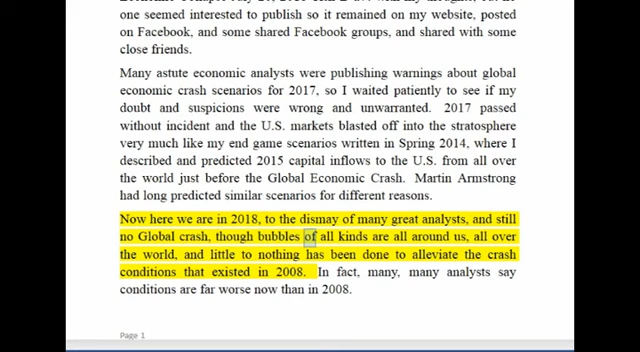 one seemed interested to publish so it remained on my website, posted
on Facebook, and some shared Facebook groups, and shared with some
close friends.
Many astute economic analysts were publishing warnings about global
economic crash scenarios for 2017, so I waited patiently to see if my
doubt and suspicions were wrong and unwarranted. 2017 passed
without incident and the U.S. markets blasted off into the stratosphere
very much like my end game scenarios written in Spring 2014, where I
described and predicted 2015 capital inflows to the U.S. from all over
the world just before the Global Economic Crash. Martin Armstrong
had long predicted similar scenarios for different reasons.
Now here we are in 2018, to the dismay of many great analysts, and still
no Global crash, though bubbles of all kinds are all around us, all over
the world, and little to nothing has been done to alleviate the crash
conditions that existed in 2008. In fact, many, many analysts say
conditions are far worse now than in 2008.
Page 1